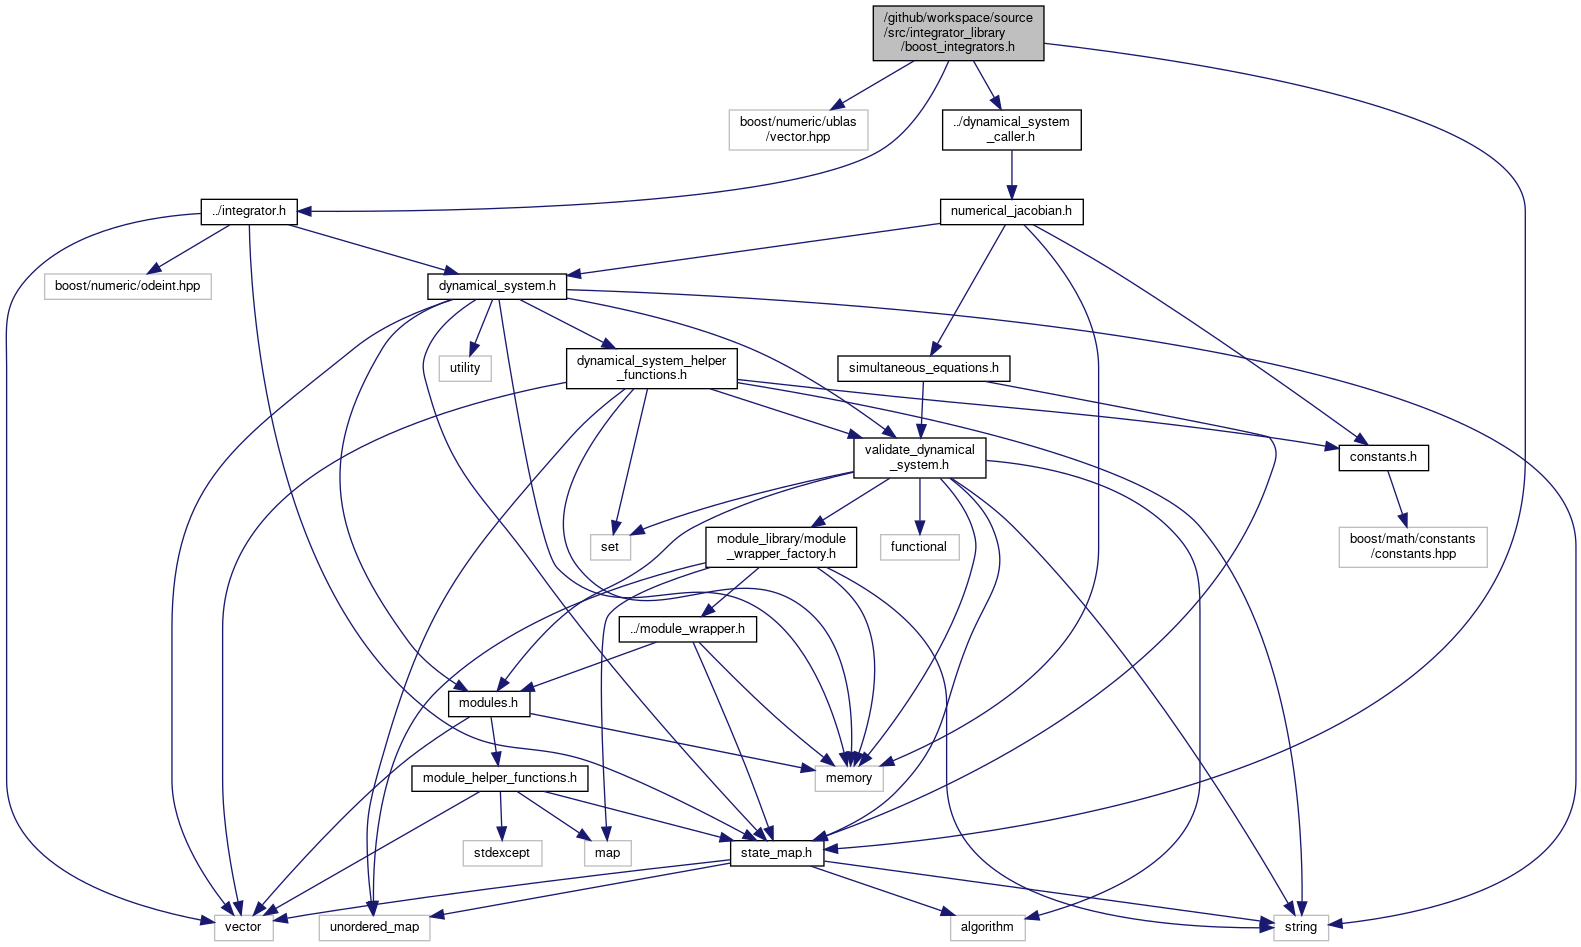 /github/workspace/source
/src/integrator_library
/boost_integrators.h
boost/numeric/ublas
/vector.hpp
../dynamical_system
_caller.h
../integrator.h
numerical_jacobian.h
boost/numeric/odeint.hpp
dynamical_system.h
utility
dynamical_system_helper
_functions.h
simultaneous_equations.h
validate_dynamical
_system.h
constants.h
set
module_library/module
_wrapper_factory.h
functional
boost/math/constants
/constants.hpp
../module_wrapper.h
modules.h
module_helper_functions.h
memory
stdexcept
map
state_map.h
vector
unordered_map
algorithm
string